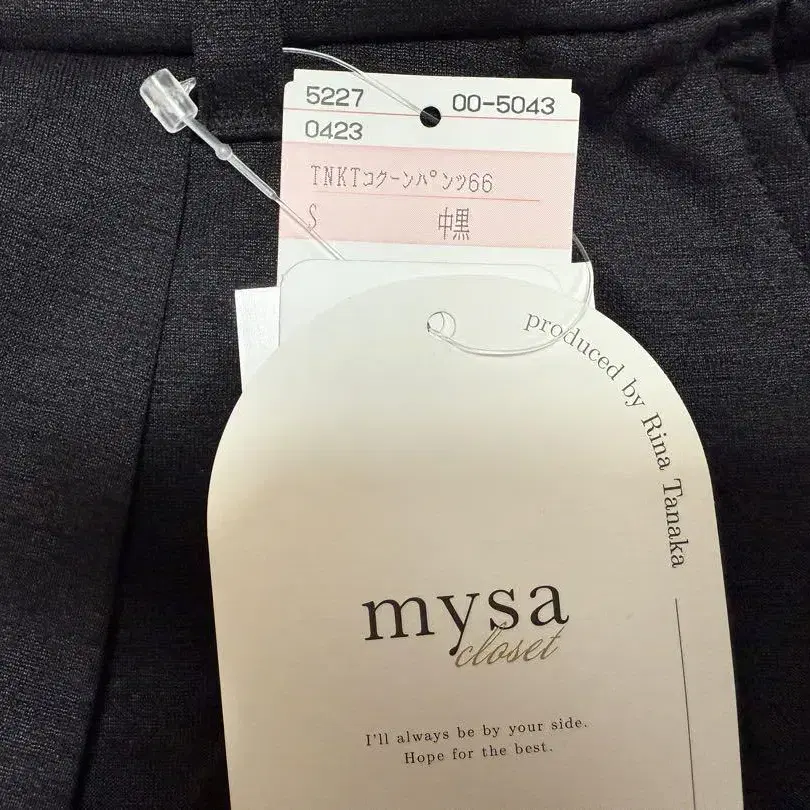 5227 00-5043
0423
TNKTコクーンパンツ66
S 中黒
produced by Rina Tanaka
mysa
closet
I'll always be by your side.
Hope for the best.